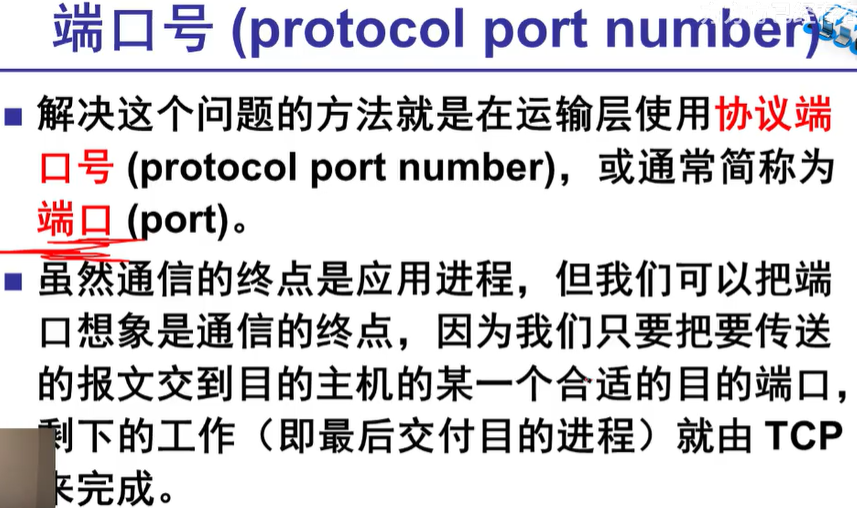 端口号 (protocol port number)
解决这个问题的方法就是在运输层使用协议端
口号 (protocol port number)，或通常简称为
端口 (port)。
虽然通信的终点是应用进程，但我们可以把端
口想象是通信的终点，因为我们只要把要传送
的报文交到目的主机的某一个合适的目的端口，
剩下的工作（即最后交付目的进程）就由 TCP
来完成。